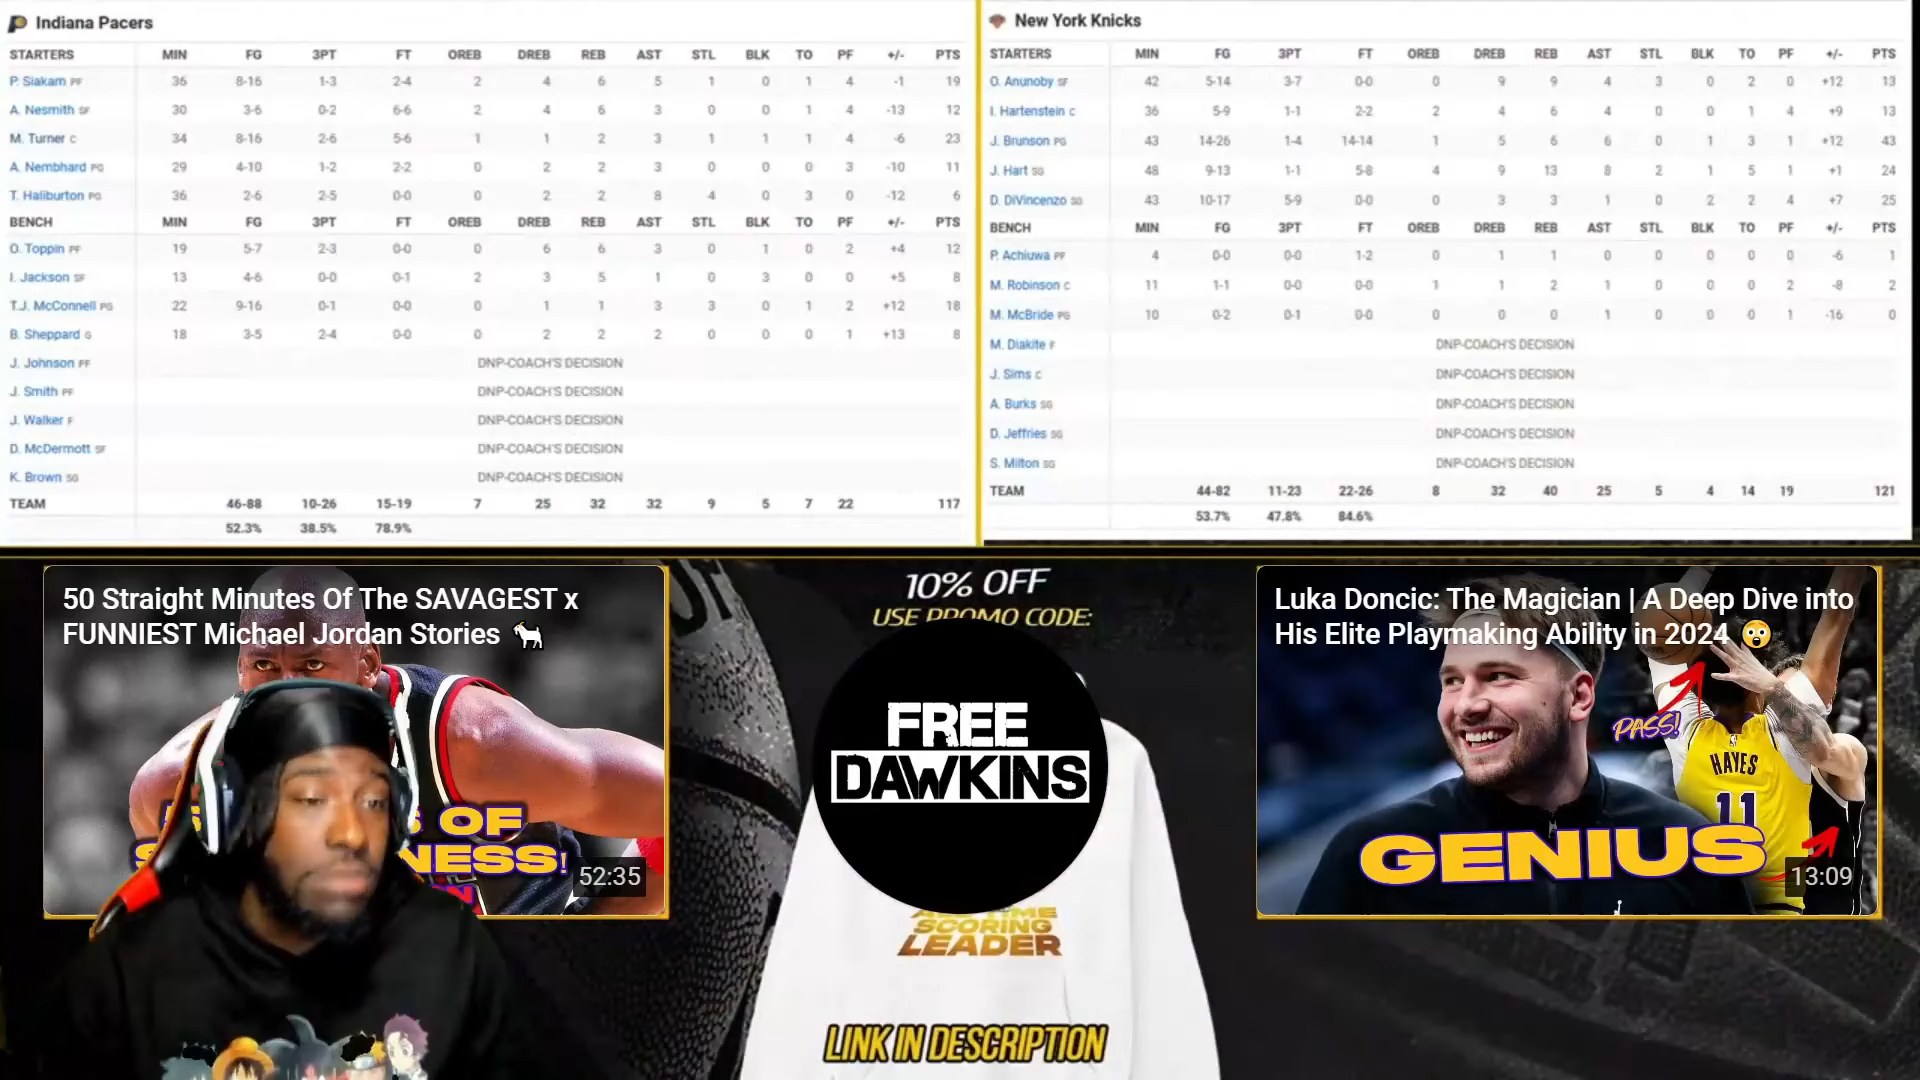 Indiana Pacers
STARTERS MIN FG 3PT FT OREB DREB REB AST STL BLK TO PF +/- PTS
P. Siakam PF 36 8-16 1-3 2-4 2 4 6 5 1 0 1 4 -1 19
A. Nesmith SF 30 3-6 0-2 6-6 2 4 6 3 0 0 1 4 -13 12
M. Turner C 34 8-16 2-6 5-6 1 1 2 3 1 1 1 4 -6 23
A. Nembhard PG 29 4-10 1-2 2-2 0 2 2 3 0 0 0 3 -10 11
T. Haliburton PG 36 2-6 2-5 0-0 0 2 2 8 4 0 3 0 -12 6
BENCH MIN FG 3PT FT OREB DREB REB AST STL BLK TO PF +/- PTS
O. Toppin PF 19 5-7 2-3 0-0 0 6 6 3 0 1 0 2 +4 12
I. Jackson SF 13 4-6 0-0 0-1 2 3 5 1 0 3 0 0 +5 8
T.J. McConnell PG 22 9-16 0-1 0-0 0 1 1 3 3 0 1 2 +12 18
B. Sheppard G 18 3-5 2-4 0-0 0 2 2 2 0 0 0 1 +13 8
J. Johnson PF DNP-COACH'S DECISION
J. Smith PF DNP-COACH'S DECISION
J. Walker F DNP-COACH'S DECISION
D. McDermott SF DNP-COACH'S DECISION
K. Brown SG DNP-COACH'S DECISION
TEAM 46-88 10-26 15-19 7 25 32 32 9 5 7 22 117
52.3% 38.5% 78.9%
New York Knicks
STARTERS MIN FG 3PT FT OREB DREB REB AST STL BLK TO PF +/- PTS
O. Anunoby SF 42 5-14 3-7 0-0 0 9 9 4 3 0 2 0 +12 13
I. Hartenstein C 36 5-9 1-1 2-2 2 4 6 4 0 0 1 4 +9 13
J. Brunson PG 43 14-26 1-4 14-14 1 5 6 6 0 1 3 1 +12 43
J. Hart SG 48 9-13 1-1 5-8 4 9 13 8 2 1 5 1 +1 24
D. DiVincenzo SG 43 10-17 5-9 0-0 0 3 3 1 0 2 2 4 +7 25
BENCH MIN FG 3PT FT OREB DREB REB AST STL BLK TO PF +/- PTS
P. Achiuwa PF 4 0-0 0-0 1-2 0 1 1 0 0 0 0 0 -6 1
M. Robinson C 11 1-1 0-0 0-0 1 1 2 1 0 0 0 2 -8 2
M. McBride PG 10 0-2 0-1 0-0 0 0 0 1 0 0 0 1 -16 0
M. Diakite F DNP-COACH'S DECISION
J. Sims C DNP-COACH'S DECISION
A. Burks SG DNP-COACH'S DECISION
D. Jeffries SG DNP-COACH'S DECISION
S. Milton SG DNP-COACH'S DECISION
TEAM 44-82 11-23 22-26 8 32 40 25 5 4 14 19 121
53.7% 47.8% 84.6%
50 Straight Minutes Of The SAVAGEST x
FUNNIEST Michael Jordan Stories
OF
NESS!
52:35
10% OFF
USE PROMO CODE:
FREE
DAWKINS
ALL TIME
SCORING
LEADER
LINK IN DESCRIPTION
Luka Doncic: The Magician | A Deep Dive into
His Elite Playmaking Ability in 2024
PASS!
HAYES
11
GENIUS
13:09